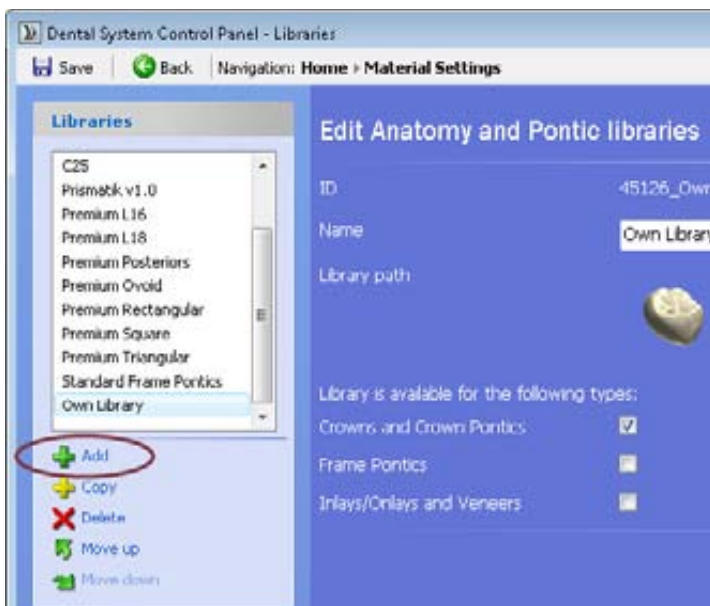 Dental System Control Panel - Libraries
Save Back Navigation: Home › Material Settings
Libraries
C25
Prismatik v1.0
Premium L16
Premium L18
Premium Posteriors
Premium Ovoid
Premium Rectangular
Premium Square
Premium Triangular
Standard Frame Pontics
Own Library
Add
Copy
Delete
Move up
Move down
Edit Anatomy and Pontic libraries
ID 45126_Own
Name Own Library
Library path
Library is available for the following types:
Crowns and Crown Pontics
Frame Pontics
Inlays/Onlays and Veneers